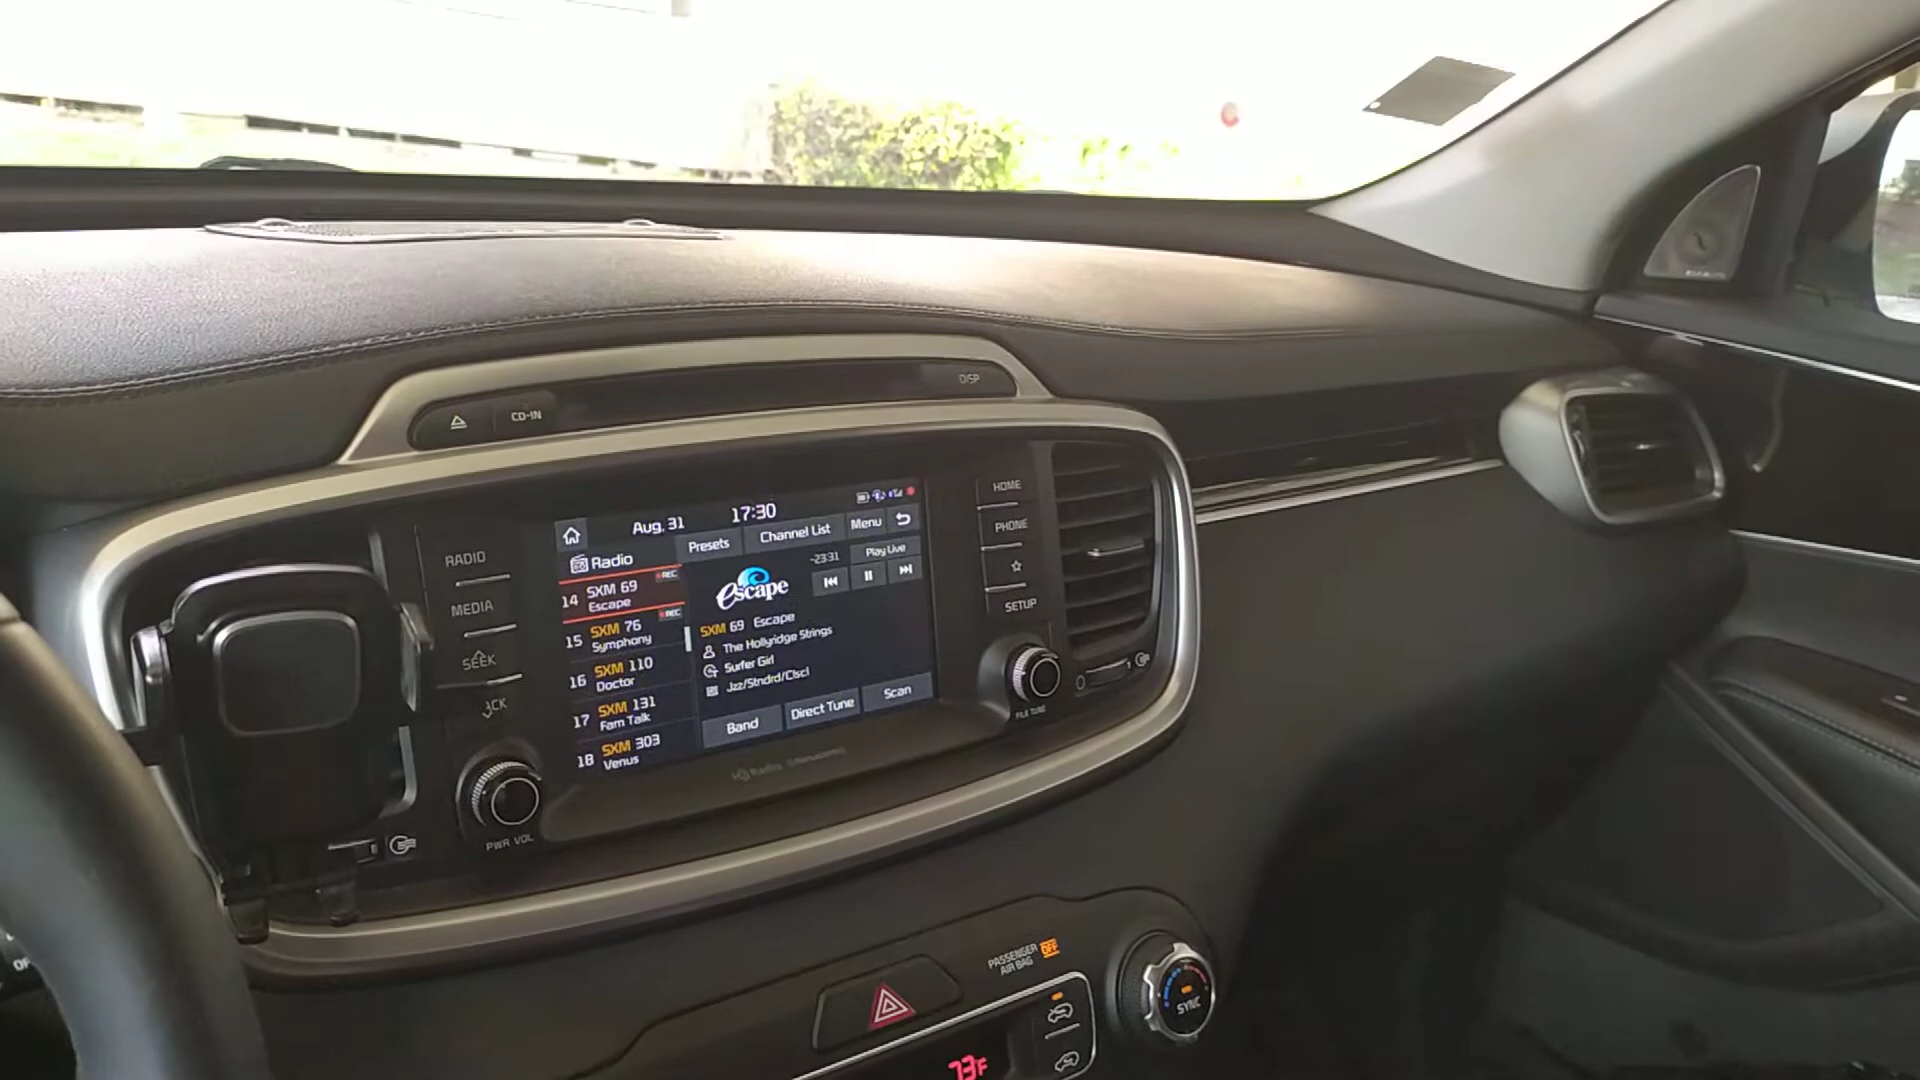 DISP
CD-IN
RADIO
MEDIA
SEEK
PWR VOL
Aug. 31
17:30
Radio
Presets
Channel List
Menu
14 SXM 69 REC
Escape
REC
15 SXM 76
Symphony
16 SXM 110
Doctor
17 SXM 131
Fam Talk
18 SXM 303
Venus
escape
-23:31
Play Live
SXM 69 Escape
The Hollyridge Strings
Surfer Girl
Jzz/Stndrd/Clscl
Band
Direct Tune
Scan
HOME
PHONE
SETUP
FILE TUNE
PASSENGER OFF
AIR BAG
SYNC
73F